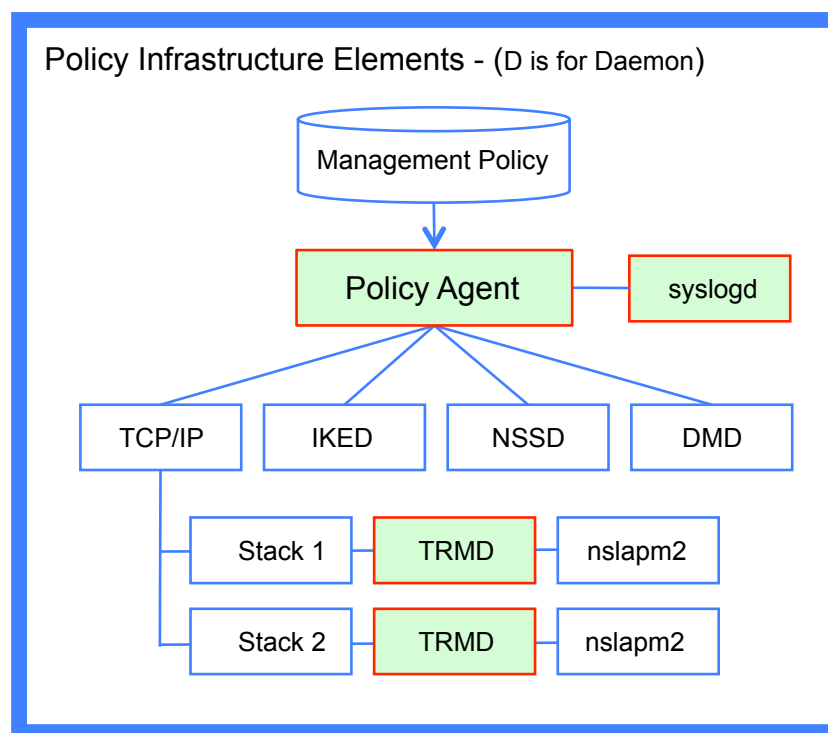 Policy Infrastructure Elements - (D is for Daemon)
Management Policy
Policy Agent
syslogd
TCP/IP
IKED
NSSD
DMD
Stack 1
TRMD
nslapm2
Stack 2
TRMD
nslapm2